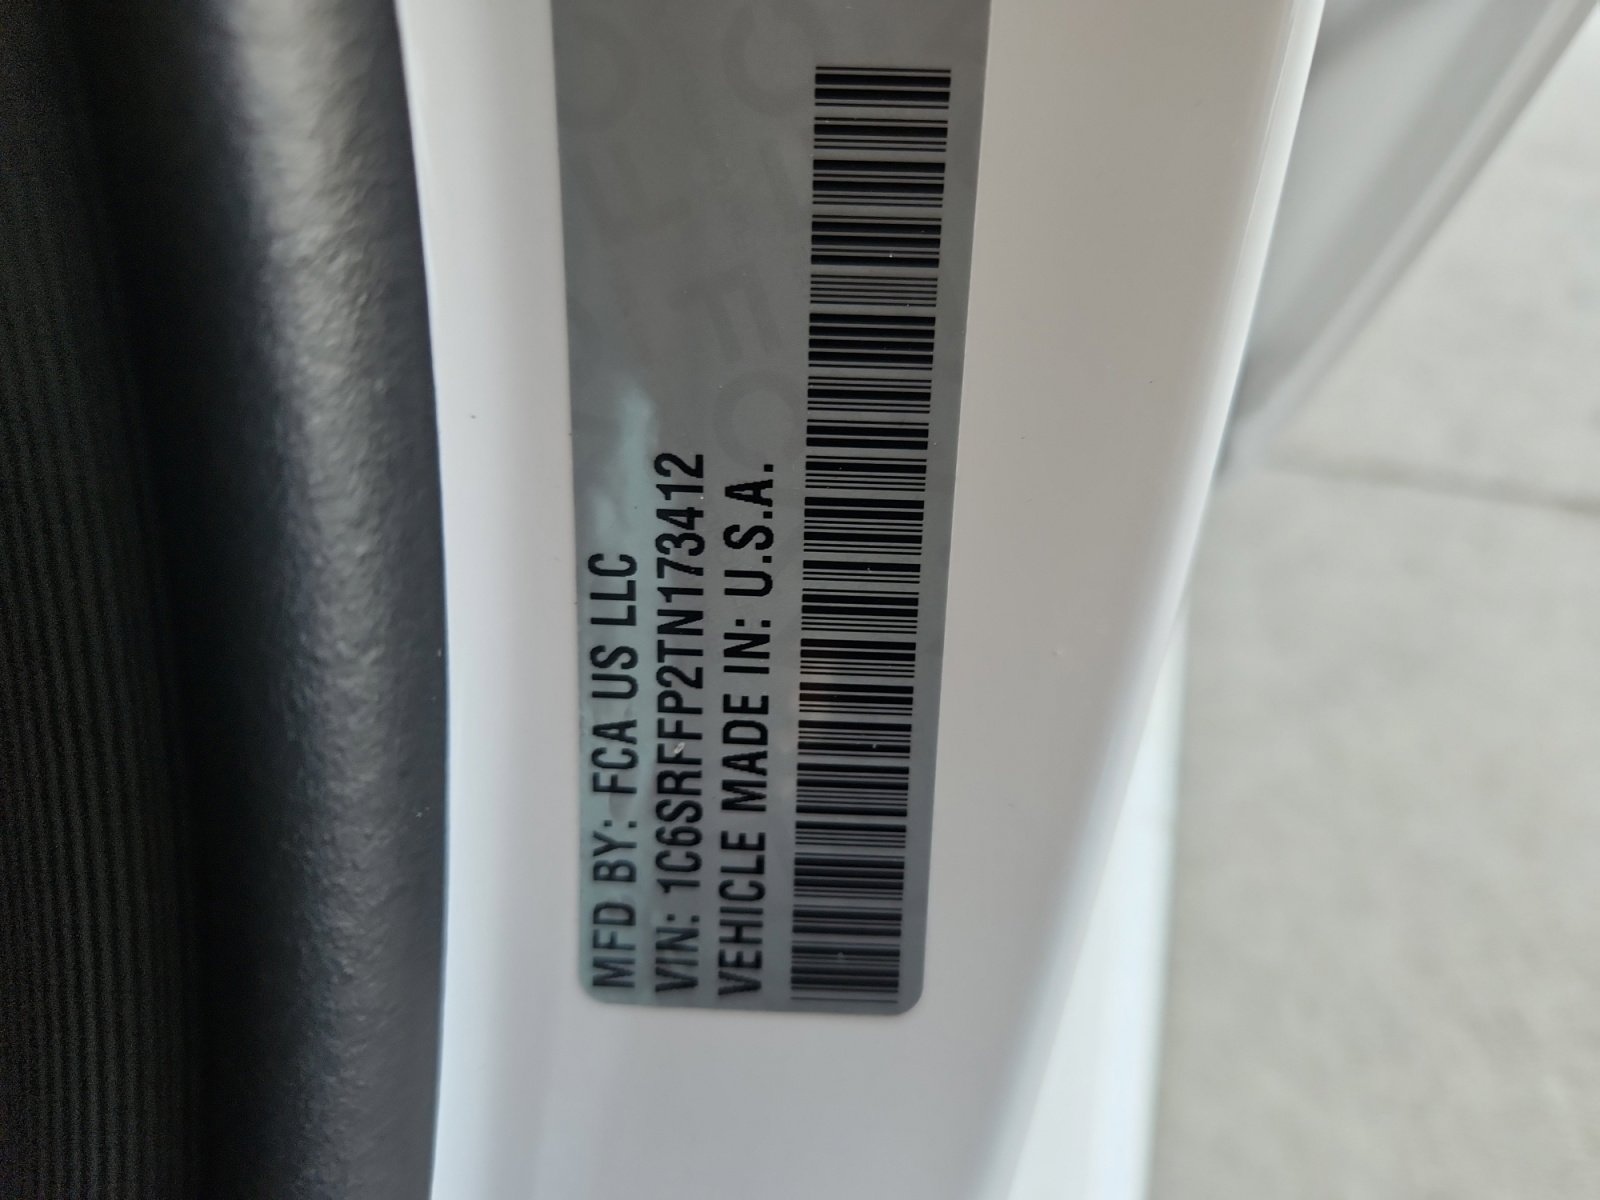 MFD BY: FCA US LLC
VIN: 1C6SRFFP2TN173412
VEHICLE MADE IN: U.S.A.